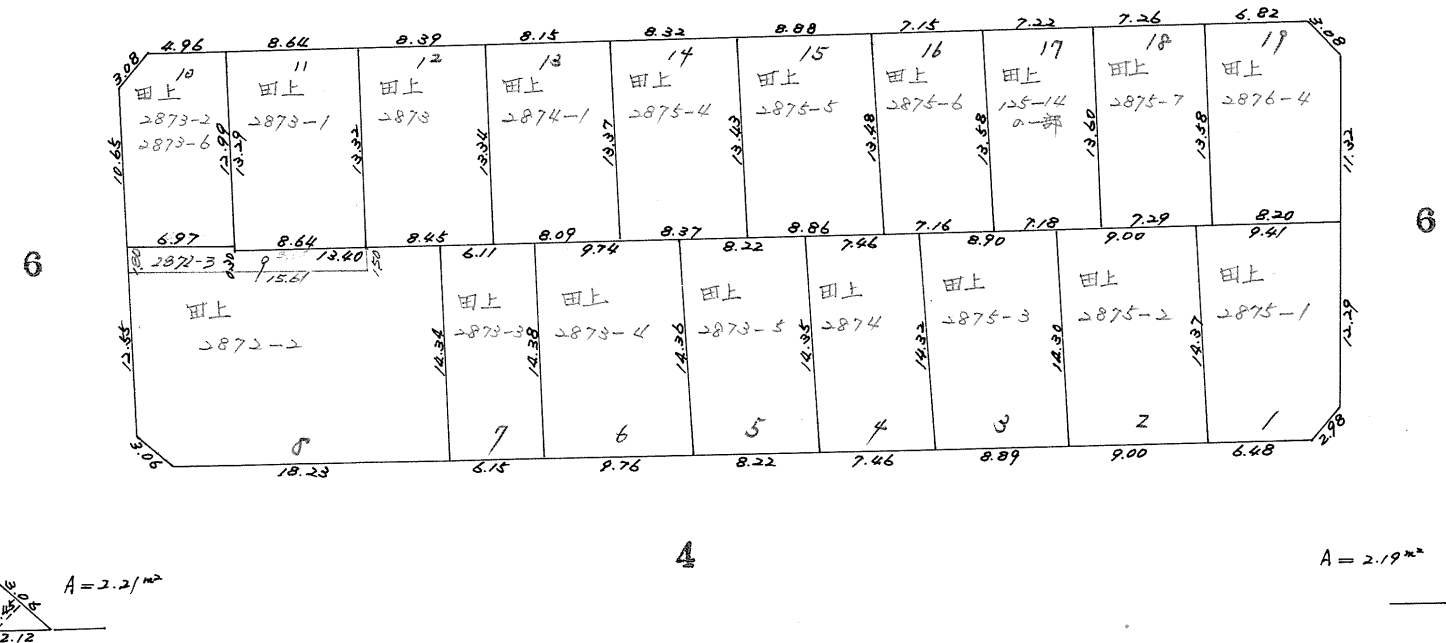 4.96 8.64 8.39 8.15 8.32 8.88 7.15 7.22 7.26 6.82
3.08 3.08
10 11 12 13 14 15 16 17 18 19
田上 田上 田上 田上 田上 田上 田上 田上 田上 田上
2873-2 2873-1 2873 2874-1 2875-4 2875-5 2875-6 125-14 2875-7 2876-4
2873-6 の一部
10.65 12.99 13.29 13.32 13.34 13.37 13.43 13.48 13.58 13.60 13.58 11.32
6.97 8.64 8.45 8.09 8.37 8.86 7.16 7.18 7.29 8.20
6 6
1.80 2872-3 0.30 9 13.40 1.50 6.11 9.74 8.22 7.46 8.90 9.00 9.41
15.61
田上 田上 田上 田上 田上 田上 田上 田上
2872-2 2873-3 2873-4 2873-5 2874 2875-3 2875-2 2875-1
12.55 14.34 14.38 14.36 14.35 14.32 14.30 14.37 12.29
8 7 6 5 4 3 2 1
3.06 2.98
18.23 6.15 9.76 8.22 7.46 8.89 9.00 6.48
4
A=2.21m² A=2.19m²
2.12